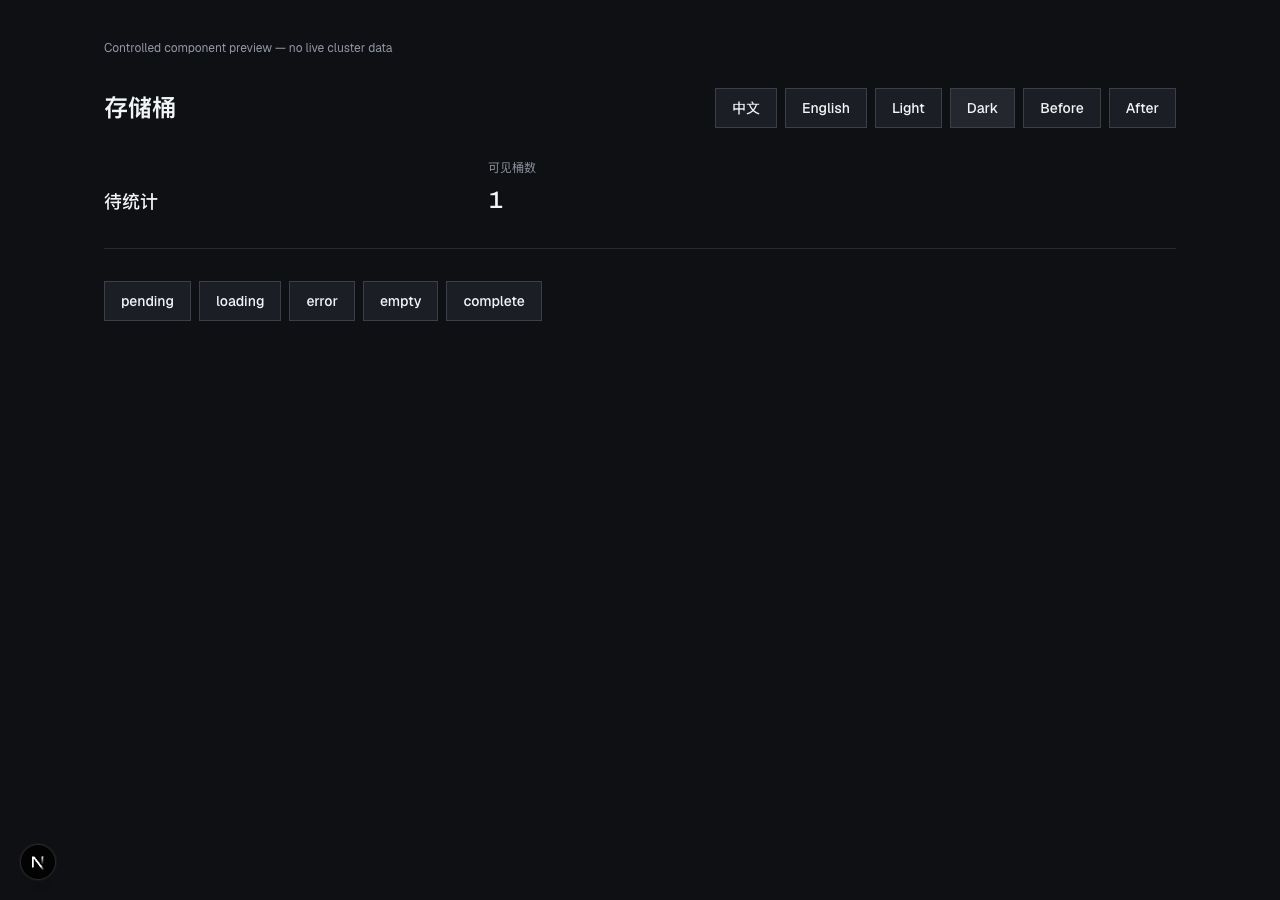 Controlled component preview — no live cluster data
存储桶
中文 English Light Dark Before After
可见桶数
待统计 1
pending loading error empty complete
N